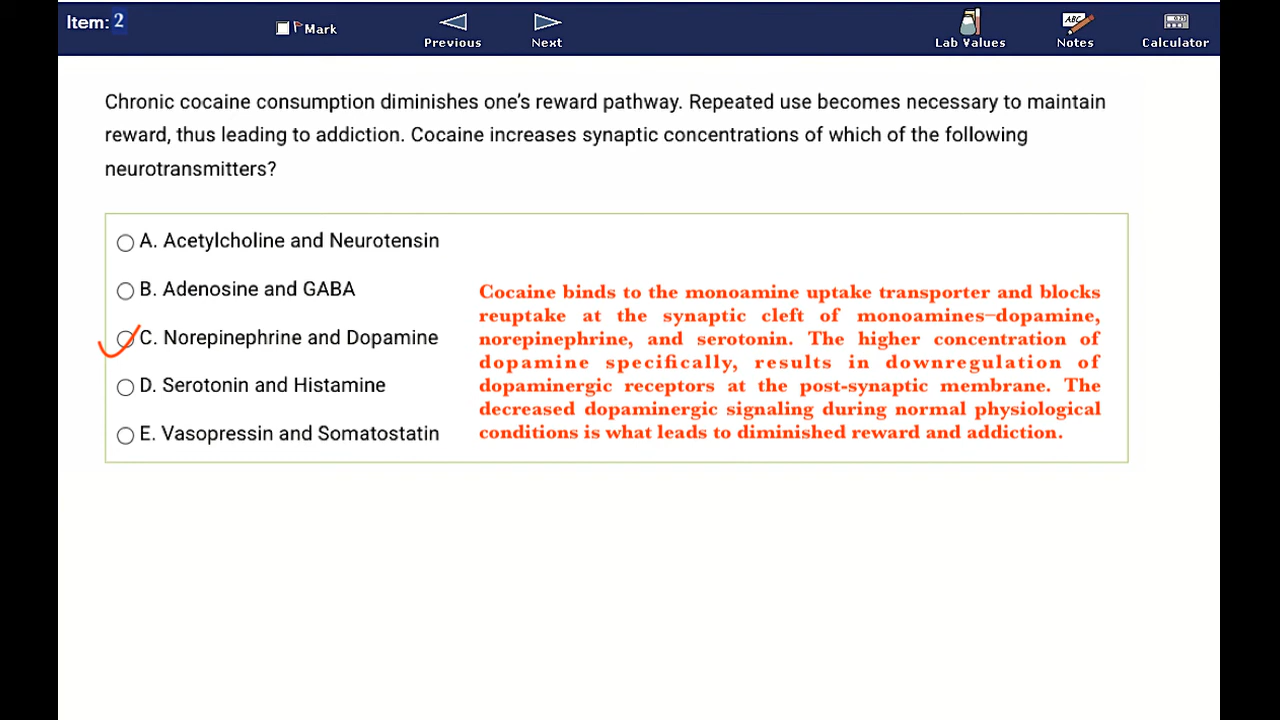 Item: 2
Mark
Previous
Next
Lab Values
Notes
Calculator
Chronic cocaine consumption diminishes one's reward pathway. Repeated use becomes necessary to maintain
reward, thus leading to addiction. Cocaine increases synaptic concentrations of which of the following
neurotransmitters?
A. Acetylcholine and Neurotensin
B. Adenosine and GABA
C. Norepinephrine and Dopamine
D. Serotonin and Histamine
E. Vasopressin and Somatostatin
Cocaine binds to the monoamine uptake transporter and blocks
reuptake at the synaptic cleft of monoamines–dopamine,
norepinephrine, and serotonin. The higher concentration of
dopamine specifically, results in downregulation of
dopaminergic receptors at the post-synaptic membrane. The
decreased dopaminergic signaling during normal physiological
conditions is what leads to diminished reward and addiction.